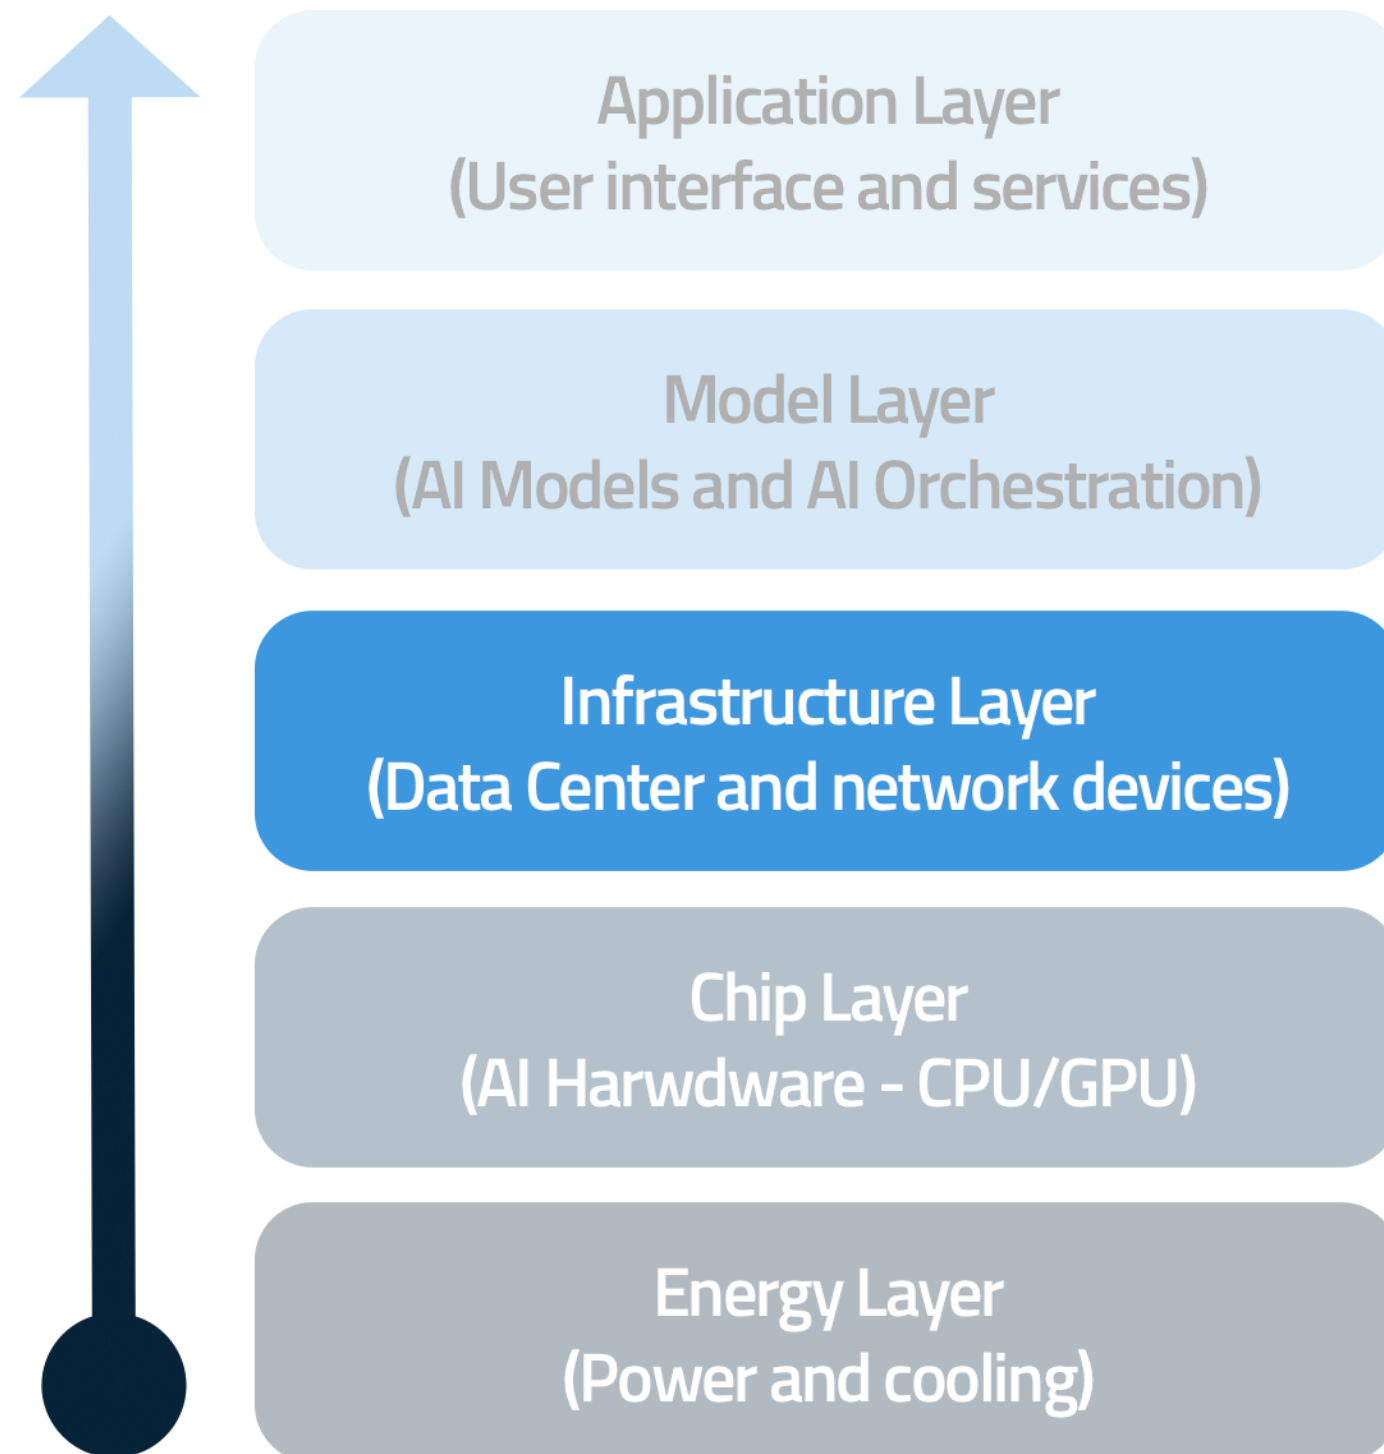 Application Layer
(User interface and services)
Model Layer
(AI Models and AI Orchestration)
Infrastructure Layer
(Data Center and network devices)
Chip Layer
(AI Harwdware - CPU/GPU)
Energy Layer
(Power and cooling)